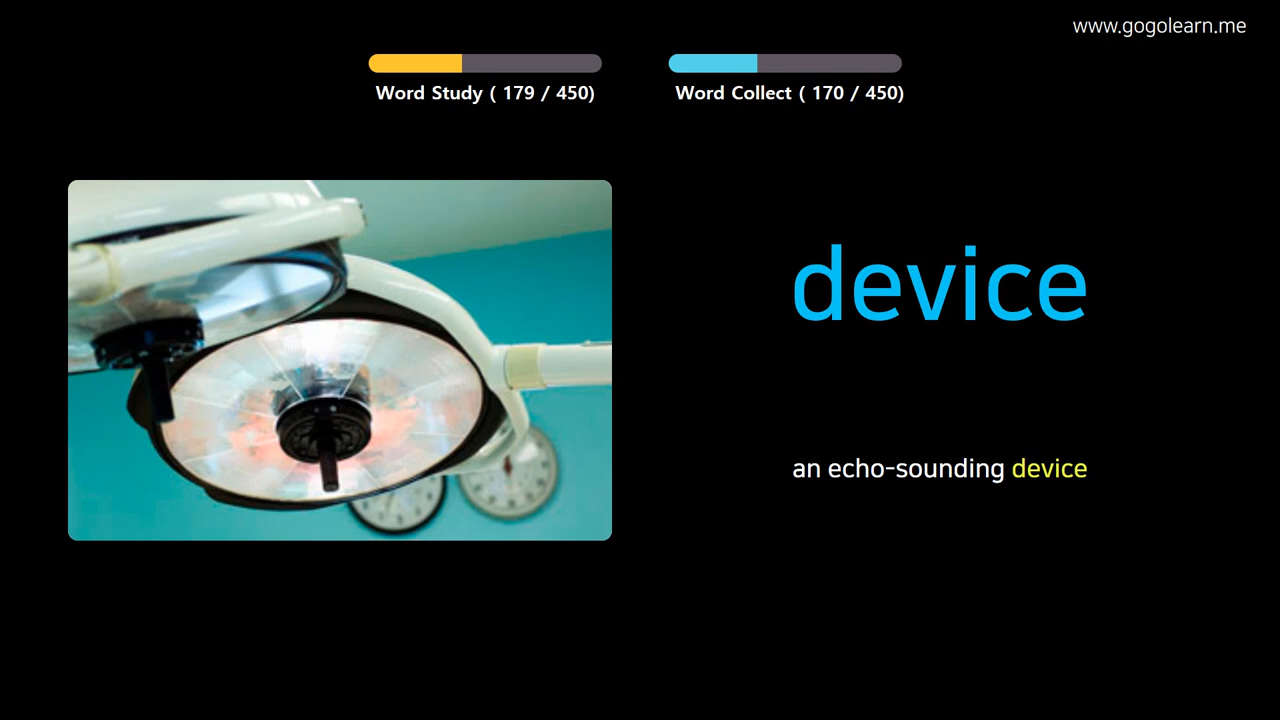 www.gogolearn.me
Word Study ( 179 / 450)
Word Collect ( 170 / 450)
device
an echo-sounding device